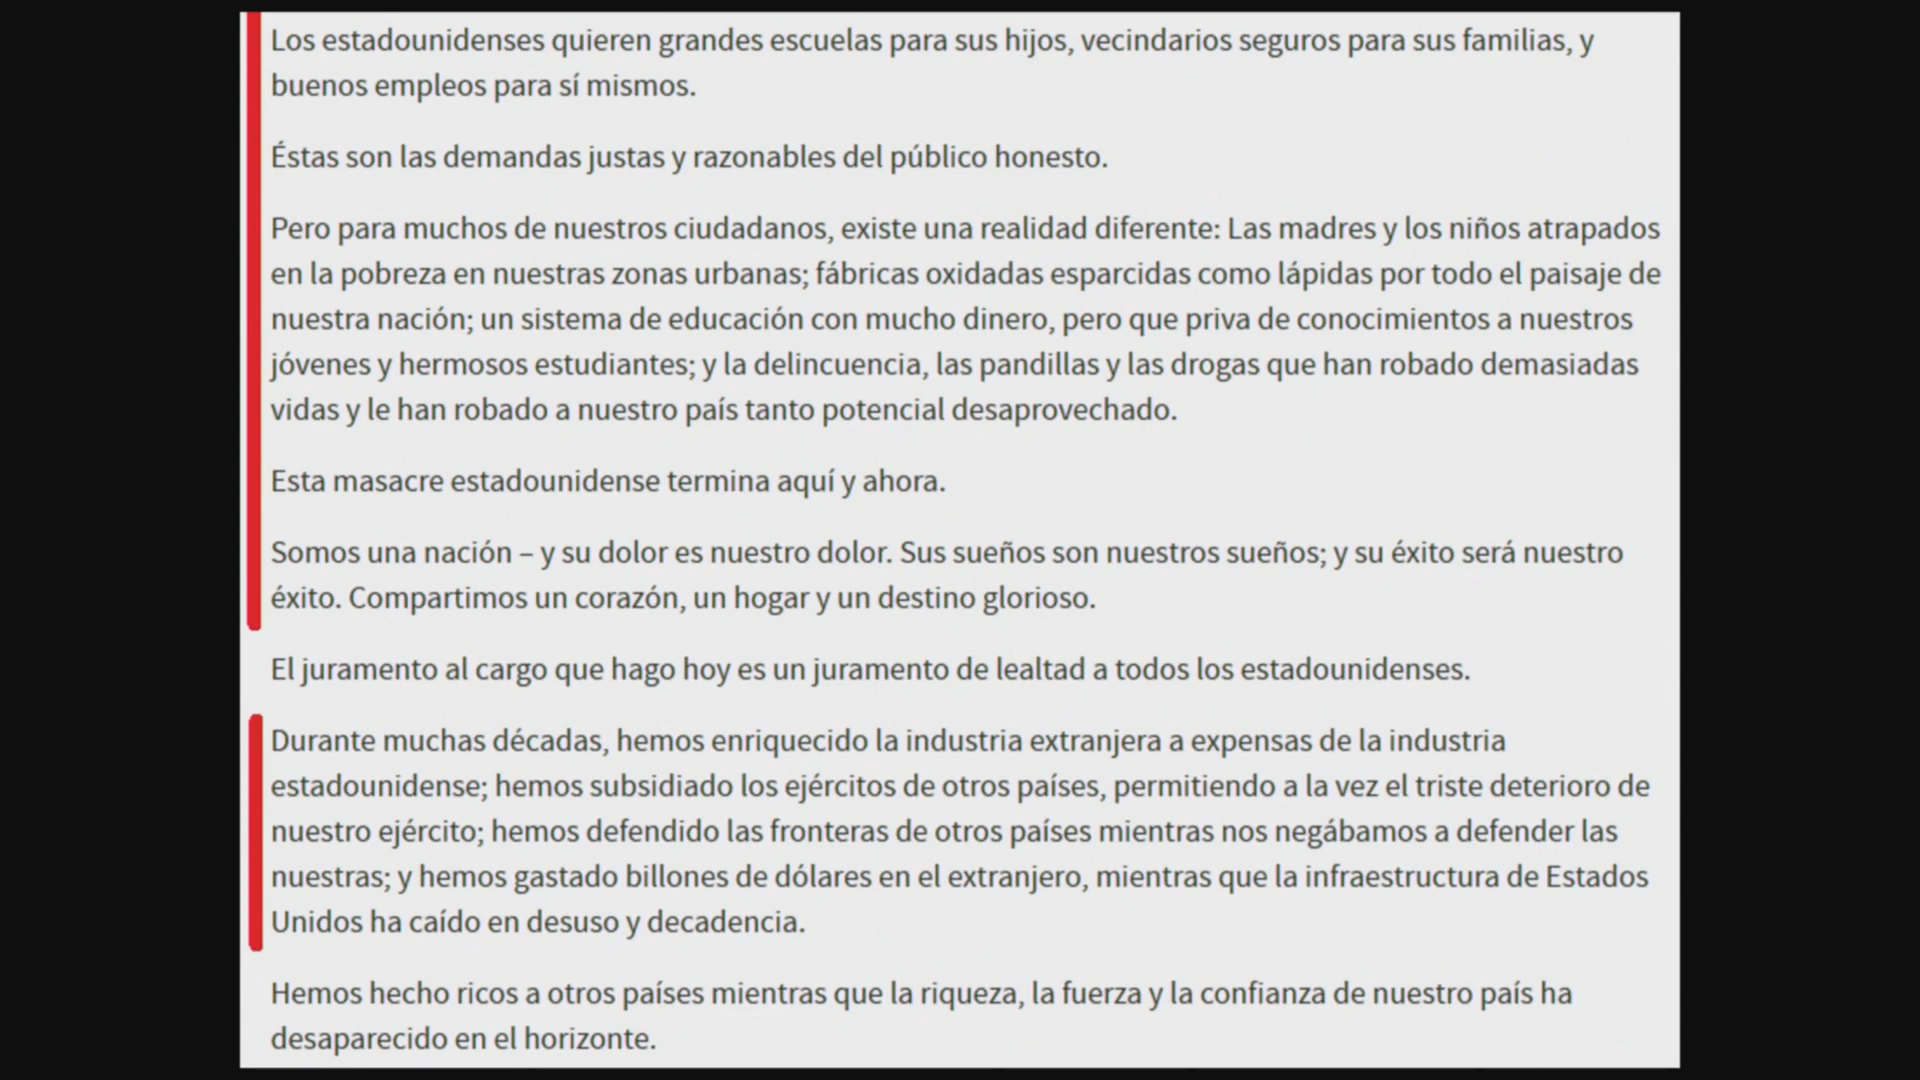 Los estadounidenses quieren grandes escuelas para sus hijos, vecindarios seguros para sus familias, y
buenos empleos para sí mismos.
Éstas son las demandas justas y razonables del público honesto.
Pero para muchos de nuestros ciudadanos, existe una realidad diferente: Las madres y los niños atrapados
en la pobreza en nuestras zonas urbanas; fábricas oxidadas esparcidas como lápidas por todo el paisaje de
nuestra nación; un sistema de educación con mucho dinero, pero que priva de conocimientos a nuestros
jóvenes y hermosos estudiantes; y la delincuencia, las pandillas y las drogas que han robado demasiadas
vidas y le han robado a nuestro país tanto potencial desaprovechado.
Esta masacre estadounidense termina aquí y ahora.
Somos una nación – y su dolor es nuestro dolor. Sus sueños son nuestros sueños; y su éxito será nuestro
éxito. Compartimos un corazón, un hogar y un destino glorioso.
El juramento al cargo que hago hoy es un juramento de lealtad a todos los estadounidenses.
Durante muchas décadas, hemos enriquecido la industria extranjera a expensas de la industria
estadounidense; hemos subsidiado los ejércitos de otros países, permitiendo a la vez el triste deterioro de
nuestro ejército; hemos defendido las fronteras de otros países mientras nos negábamos a defender las
nuestras; y hemos gastado billones de dólares en el extranjero, mientras que la infraestructura de Estados
Unidos ha caído en desuso y decadencia.
Hemos hecho ricos a otros países mientras que la riqueza, la fuerza y la confianza de nuestro país ha
desaparecido en el horizonte.